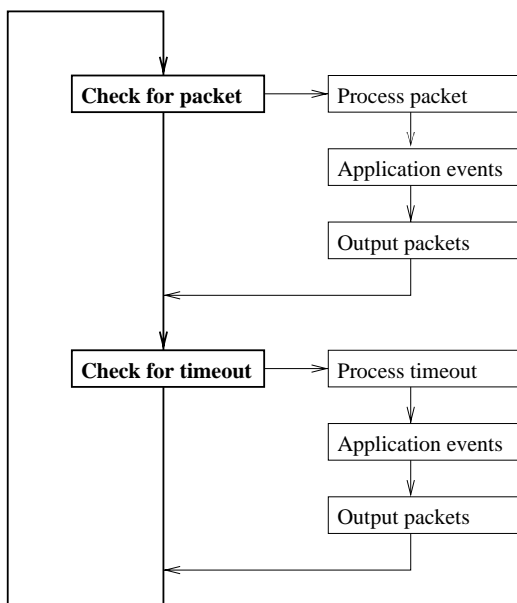 Check for packet
Process packet
Application events
Output packets
Check for timeout
Process timeout
Application events
Output packets